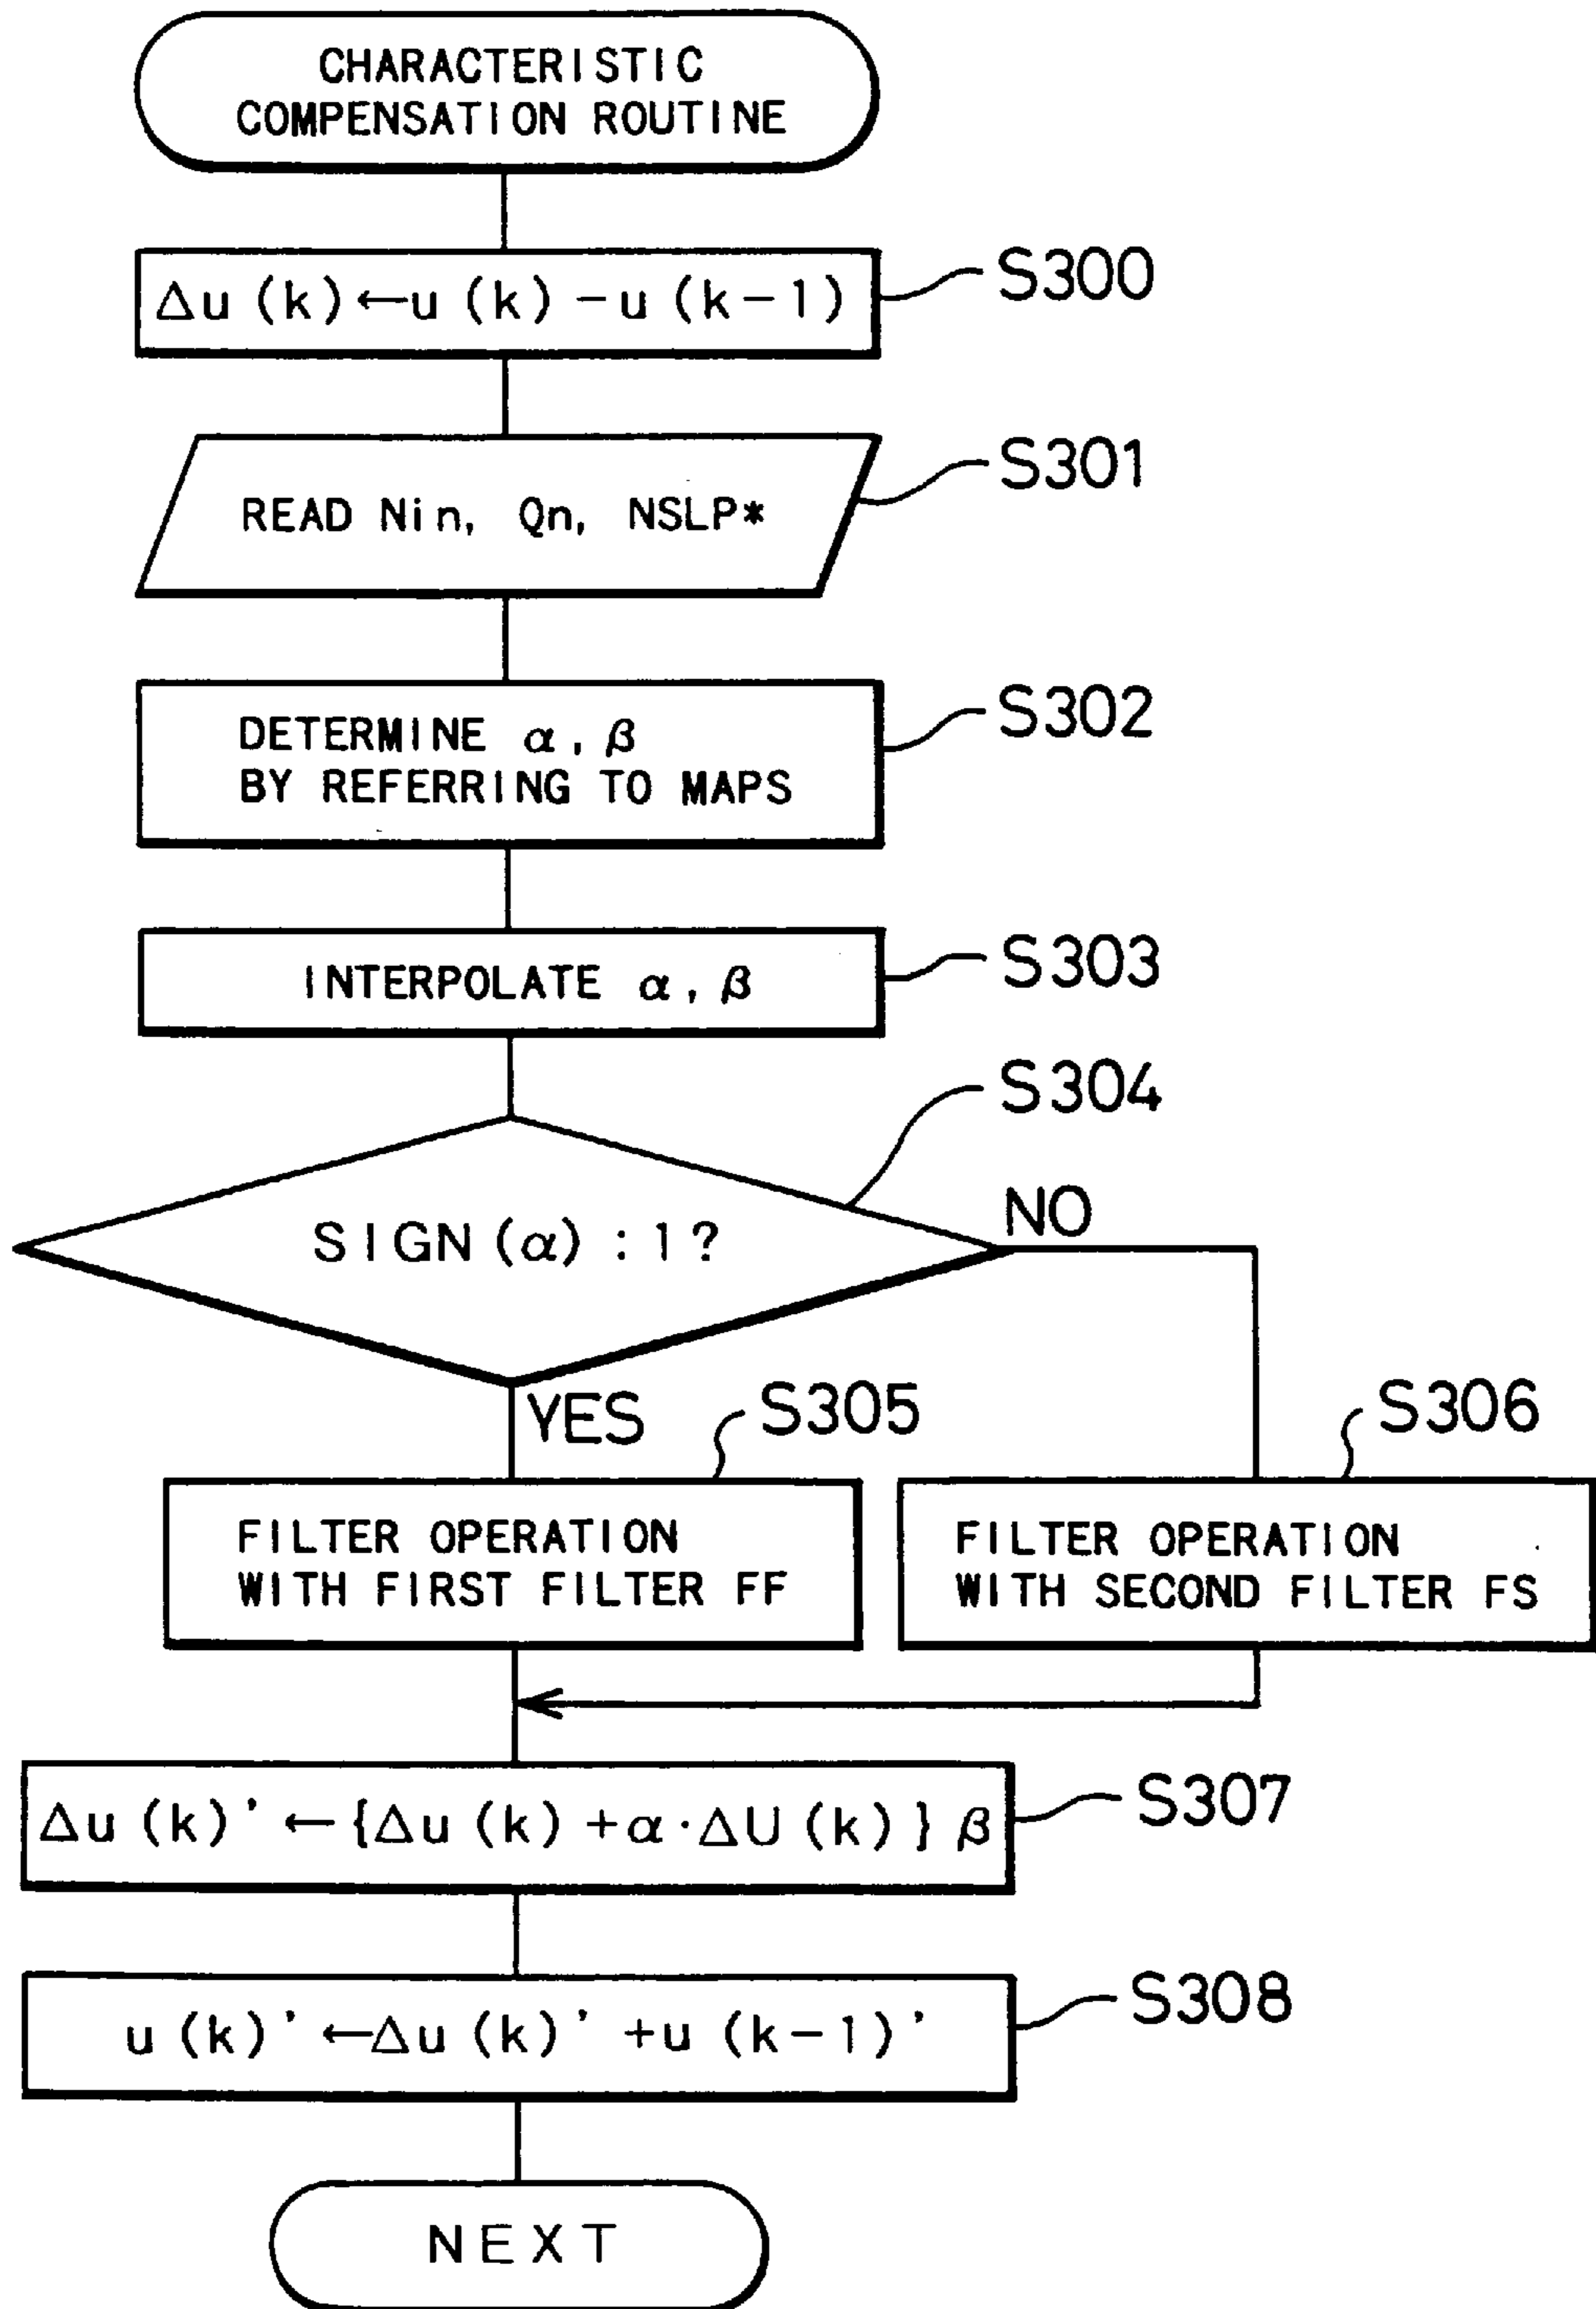 CHARACTERISTIC
COMPENSATION ROUTINE
Δu (k) ←u (k) −u (k−1)
S300
READ Nin, Qn, NSLP*
S301
DETERMINE α, β
BY REFERRING TO MAPS
S302
INTERPOLATE α, β
S303
S304
SIGN (α) : 1 ?
NO
YES
S305
FILTER OPERATION
WITH FIRST FILTER FF
S306
FILTER OPERATION
WITH SECOND FILTER FS
Δu (k) ' ← {Δu (k) +α·ΔU (k) } β
S307
u (k) ' ←Δu (k) ' +u (k−1) '
S308
NEXT